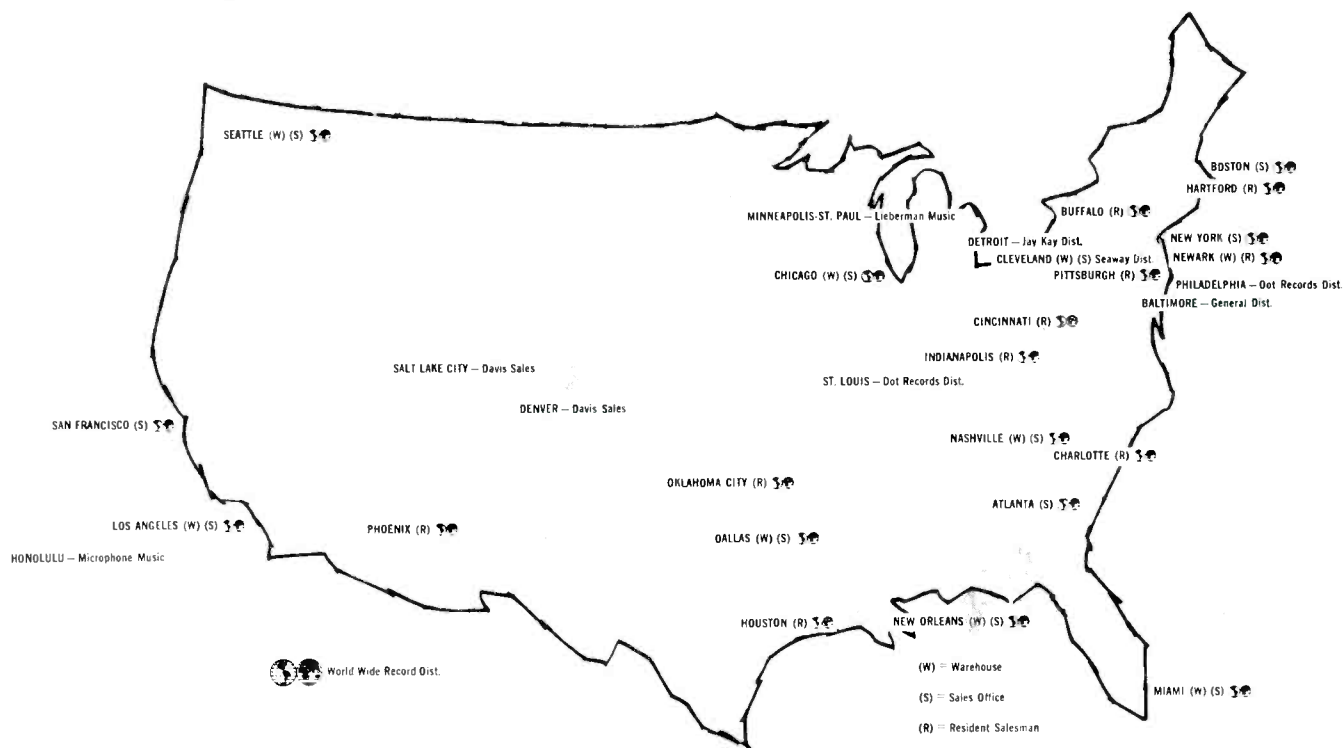 SEATTLE (W) (S)
BOSTON (S)
HARTFORD (R)
MINNEAPOLIS-ST. PAUL — Lieberman Music
BUFFALO (R)
DETROIT — Jay Kay Dist.
NEW YORK (S)
CLEVELAND (W) (S) Seaway Dist.
NEWARK (W) (R)
CHICAGO (W) (S)
PITTSBURGH (R)
PHILADELPHIA — Dot Records Dist.
BALTIMORE — General Dist.
CINCINNATI (R)
INDIANAPOLIS (R)
SALT LAKE CITY — Davis Sales
ST. LOUIS — Dot Records Dist.
DENVER — Davis Sales
SAN FRANCISCO (S)
NASHVILLE (W) (S)
CHARLOTTE (R)
OKLAHOMA CITY (R)
ATLANTA (S)
LOS ANGELES (W) (S)
PHOENIX (R)
DALLAS (W) (S)
HONOLULU — Microphone Music
HOUSTON (R)
NEW ORLEANS (W) (S)
World Wide Record Dist.
(W) = Warehouse
(S) = Sales Office
(R) = Resident Salesman
MIAMI (W) (S)